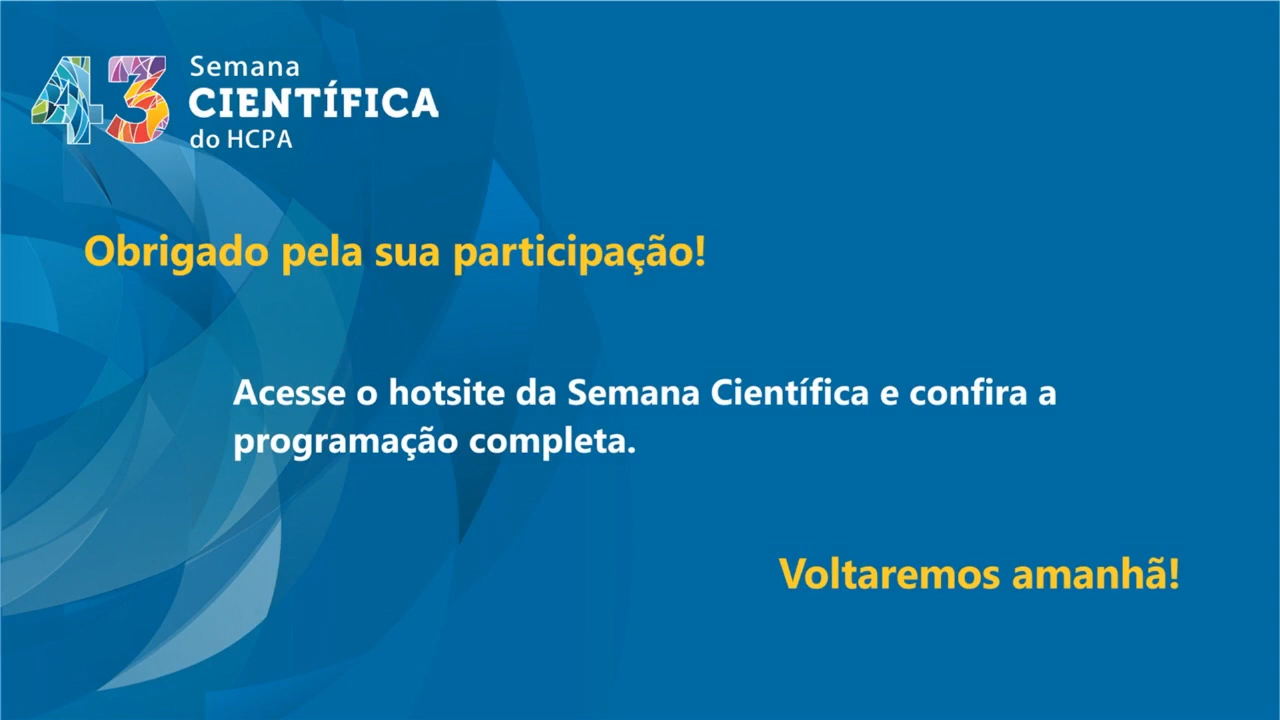 43
Semana
CIENTÍFICA
do HCPA
Obrigado pela sua participação!
Acesse o hotsite da Semana Científica e confira a
programação completa.
Voltaremos amanhã!